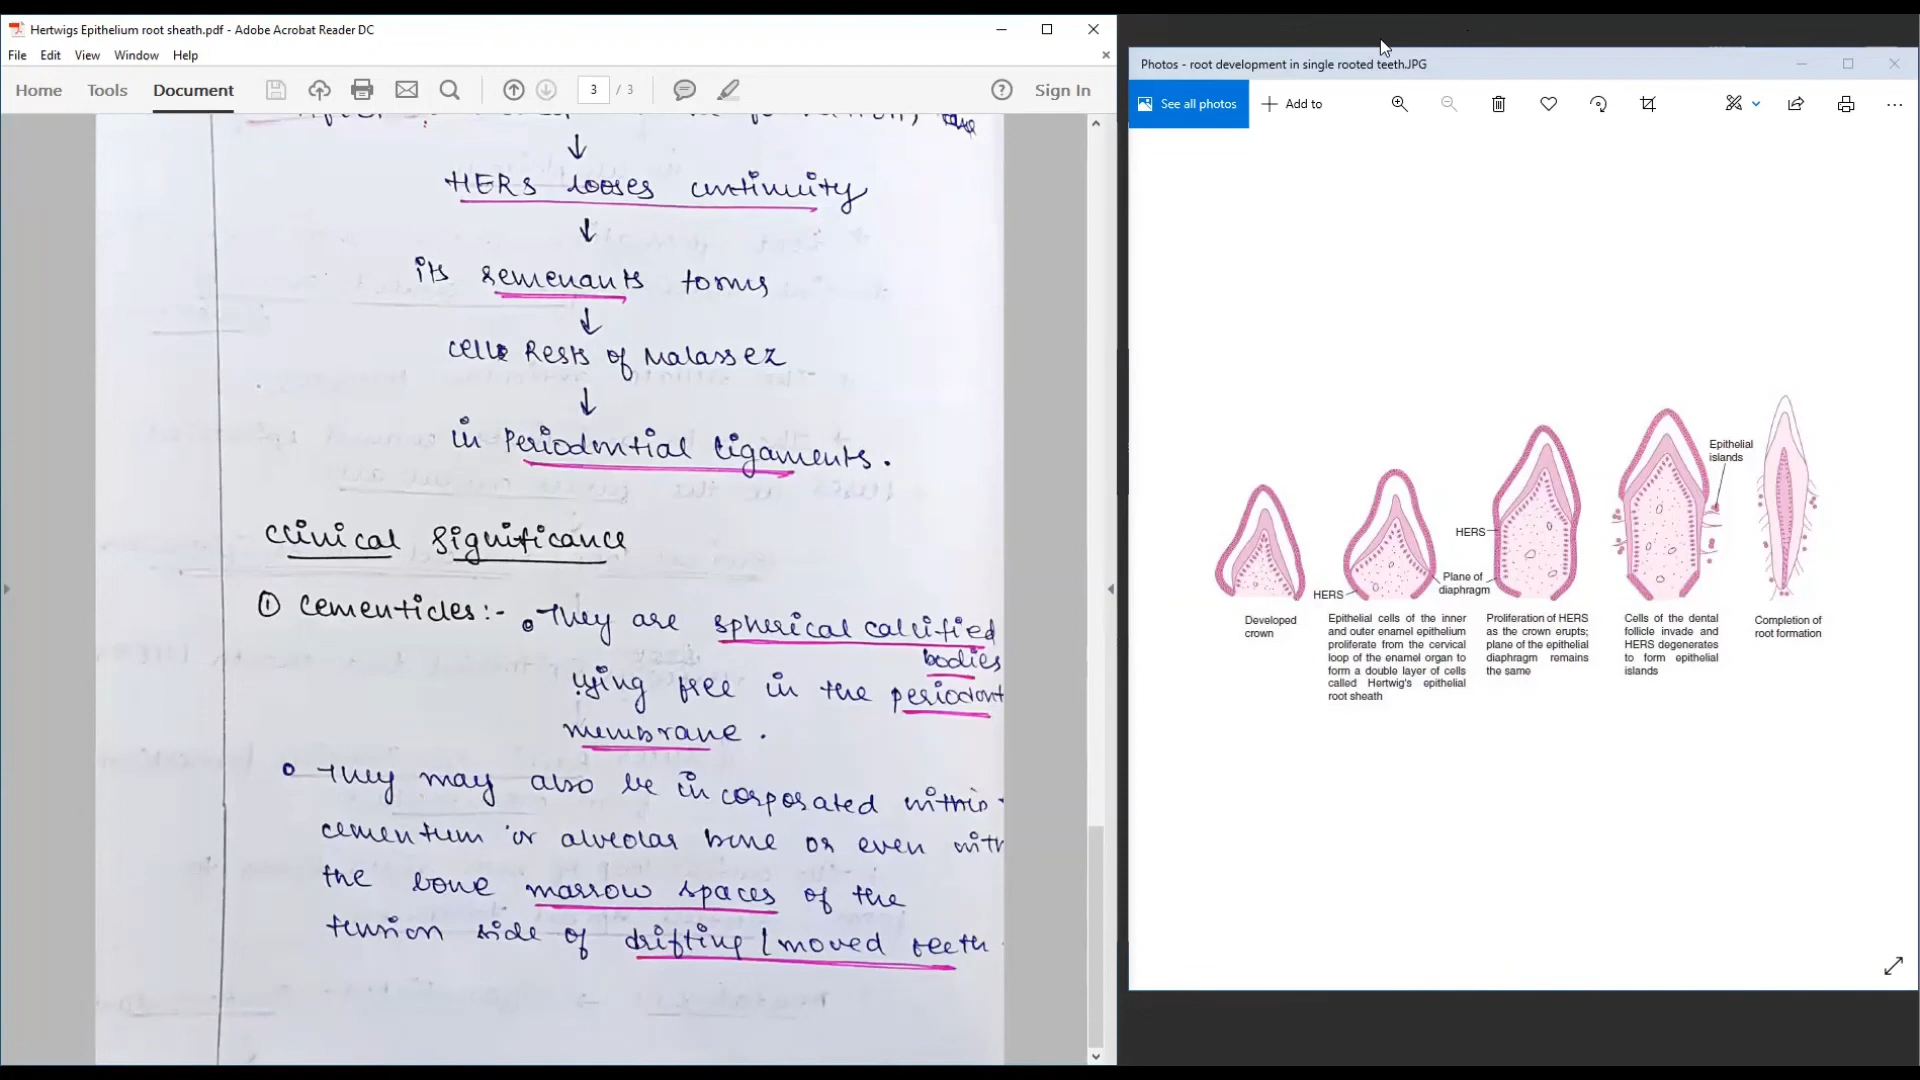 Hertwigs Epithelium root sheath.pdf - Adobe Acrobat Reader DC
File Edit View Window Help
Home Tools Document 3 / 3 Sign In
HERS looses continuity
its remenants forms
cell Rests of Malassez
in Periodontial ligaments.
Clinical Significance
① Cementicles:- They are spherical calcified
bodies
lying free in the periodont
membrane.
They may also be incorporated within
cementum or alveolar bone or even with
the bone marrow spaces of the
tension side of drifting / moved teeth
Photos - root development in single rooted teeth.JPG
See all photos Add to
Epithelial
islands
HERS
Plane of
diaphragm
HERS
Developed
crown
Epithelial cells of the inner
and outer enamel epithelium
proliferate from the cervical
loop of the enamel organ to
form a double layer of cells
called Hertwig's epithelial
root sheath
Proliferation of HERS
as the crown erupts;
plane of the epithelial
diaphragm remains
the same
Cells of the dental
follicle invade and
HERS degenerates
to form epithelial
islands
Completion of
root formation